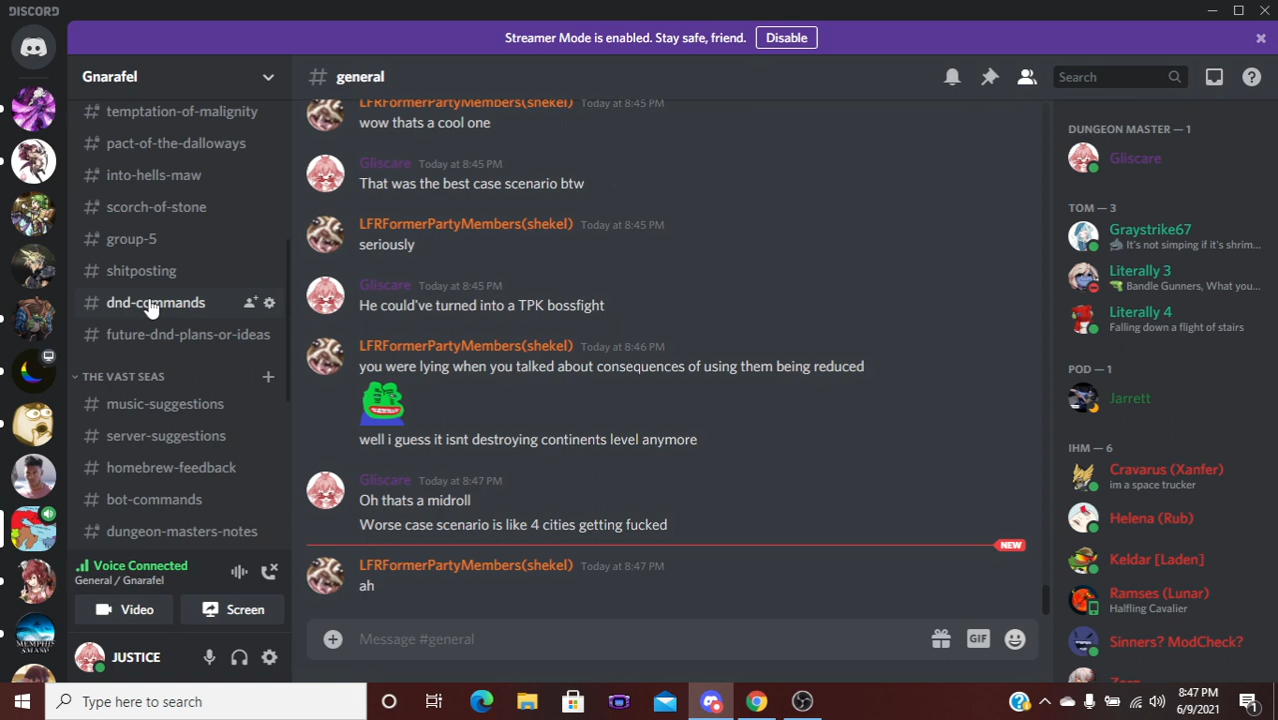 DISCORD
Streamer Mode is enabled. Stay safe, friend. Disable
Gnarafel
# general
Search
# temptation-of-malignity
# pact-of-the-dalloways
# into-hells-maw
# scorch-of-stone
# group-5
# shitposting
# dnd-commands
# future-dnd-plans-or-ideas
THE VAST SEAS
# music-suggestions
# server-suggestions
# homebrew-feedback
# bot-commands
# dungeon-masters-notes
Voice Connected
General / Gnarafel
Video
Screen
JUSTICE
LFRFormerPartyMembers(shekel) Today at 8:45 PM
wow thats a cool one
Gliscare Today at 8:45 PM
That was the best case scenario btw
LFRFormerPartyMembers(shekel) Today at 8:45 PM
seriously
Gliscare Today at 8:45 PM
He could've turned into a TPK bossfight
LFRFormerPartyMembers(shekel) Today at 8:46 PM
you were lying when you talked about consequences of using them being reduced
well i guess it isnt destroying continents level anymore
Gliscare Today at 8:47 PM
Oh thats a midroll
Worse case scenario is like 4 cities getting fucked
NEW
LFRFormerPartyMembers(shekel) Today at 8:47 PM
ah
Message #general
GIF
DUNGEON MASTER — 1
Gliscare
TOM — 3
Graystrike67
It's not simping if it's shrim...
Literally 3
Bandle Gunners, What you...
Literally 4
Falling down a flight of stairs
POD — 1
Jarrett
IHM — 6
Cravarus (Xanfer)
im a space trucker
Helena (Rub)
Keldar [Laden]
Ramses (Lunar)
Halfling Cavalier
Sinners? ModCheck?
Type here to search
8:47 PM
6/9/2021
1